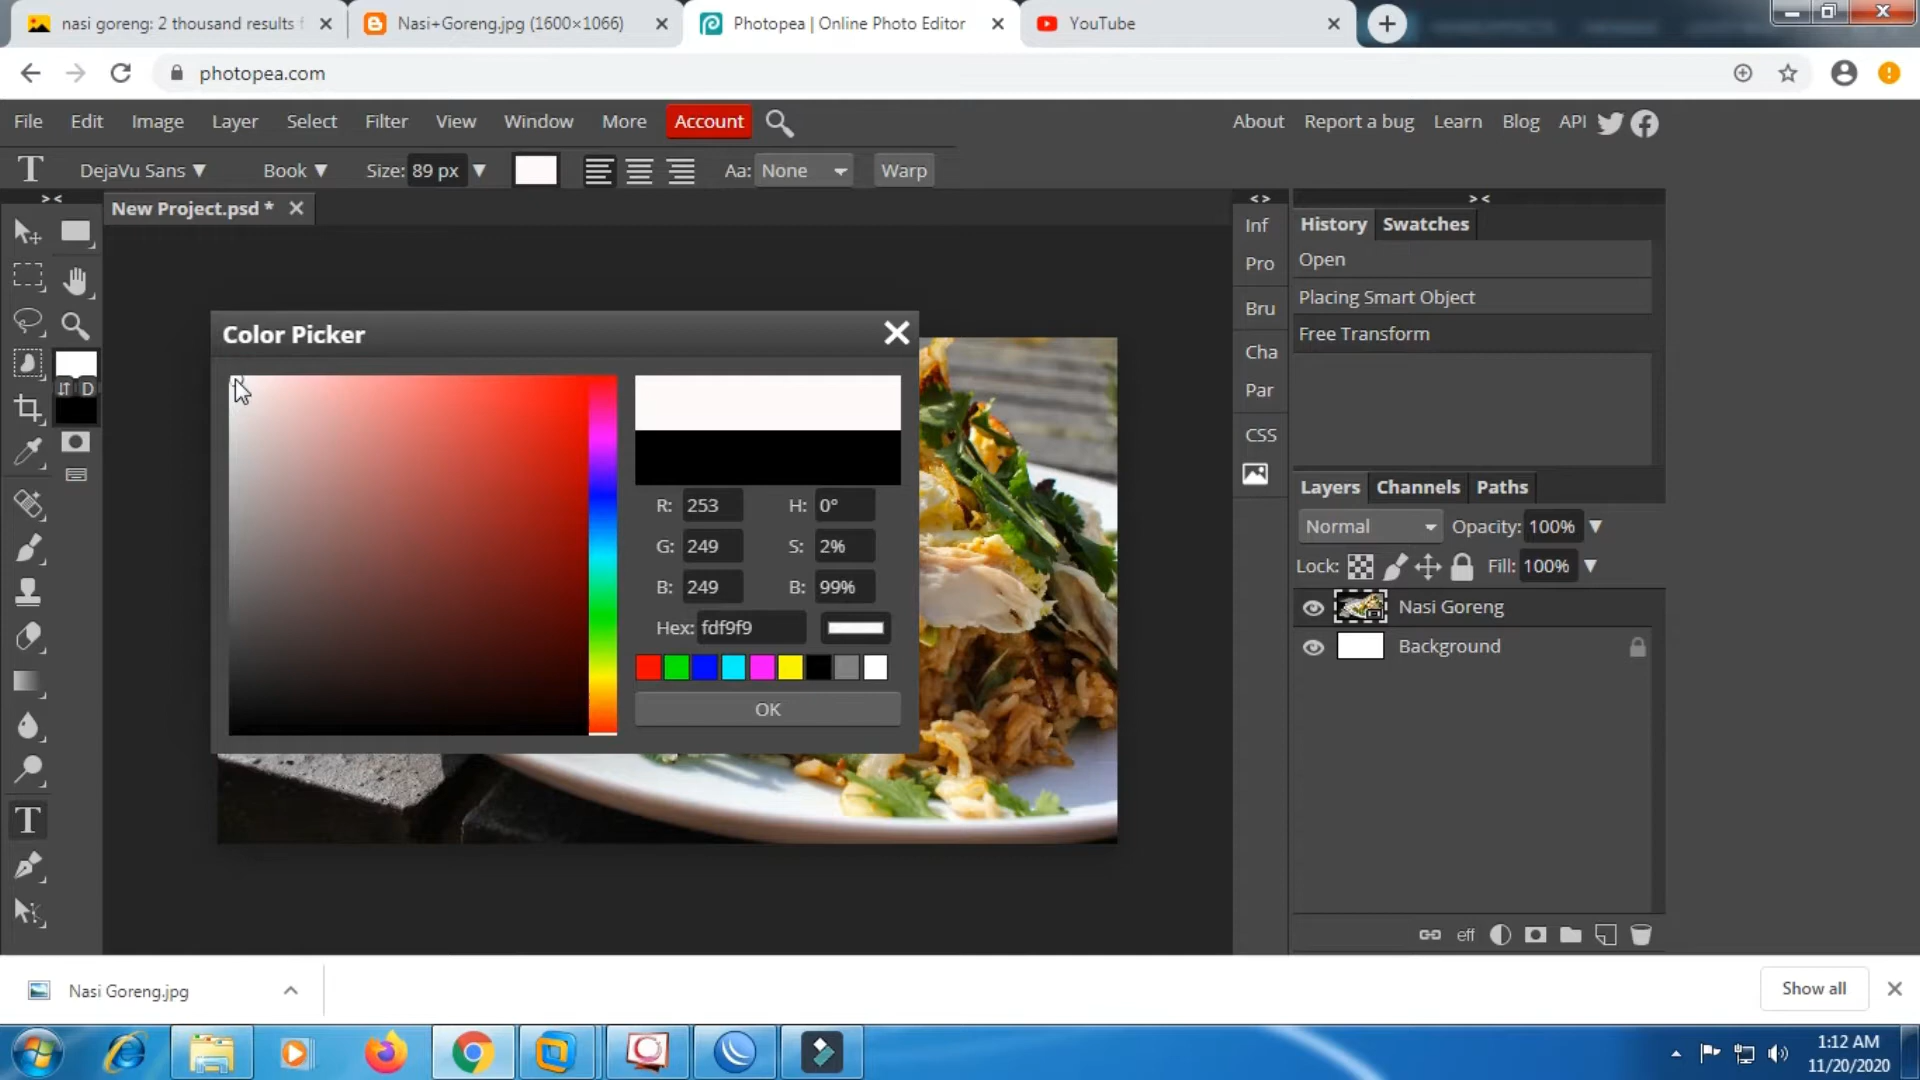 nasi goreng: 2 thousand results
Nasi+Goreng.jpg (1600×1066)
Photopea | Online Photo Editor
YouTube
photopea.com
File Edit Image Layer Select Filter View Window More Account
About Report a bug Learn Blog API
DejaVu Sans ▼ Book ▼ Size: 89 px ▼ Aa: None Warp
> < New Project.psd * < > > <
D
Inf
Pro
Bru
Cha
Par
CSS
History Swatches
Open
Placing Smart Object
Free Transform
Color Picker
R: 253 H: 0°
G: 249 S: 2%
B: 249 B: 99%
Hex: fdf9f9
OK
Layers Channels Paths
Normal Opacity: 100% ▼
Lock: Fill: 100% ▼
Nasi Goreng
Background
eff
Nasi Goreng.jpg
Show all
1:12 AM
11/20/2020